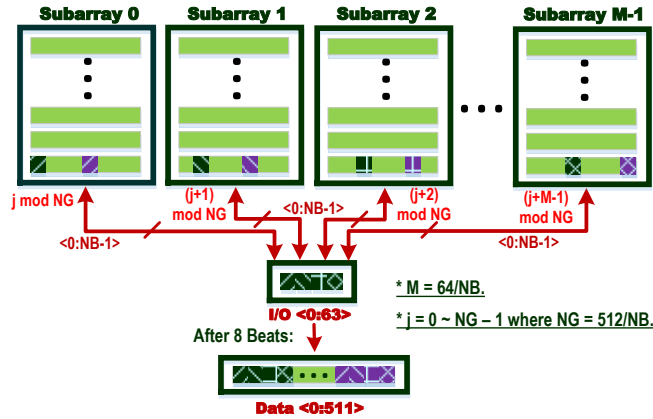 Subarray 0 Subarray 1 Subarray 2 Subarray M-1
j mod NG
(j+1)
mod NG
(j+2)
mod NG
(j+M-1)
mod NG
<0:NB-1>
<0:NB-1>
<0:NB-1>
I/O <0:63>
* M = 64/NB.
* j = 0 ~ NG – 1 where NG = 512/NB.
After 8 Beats:
Data <0:511>